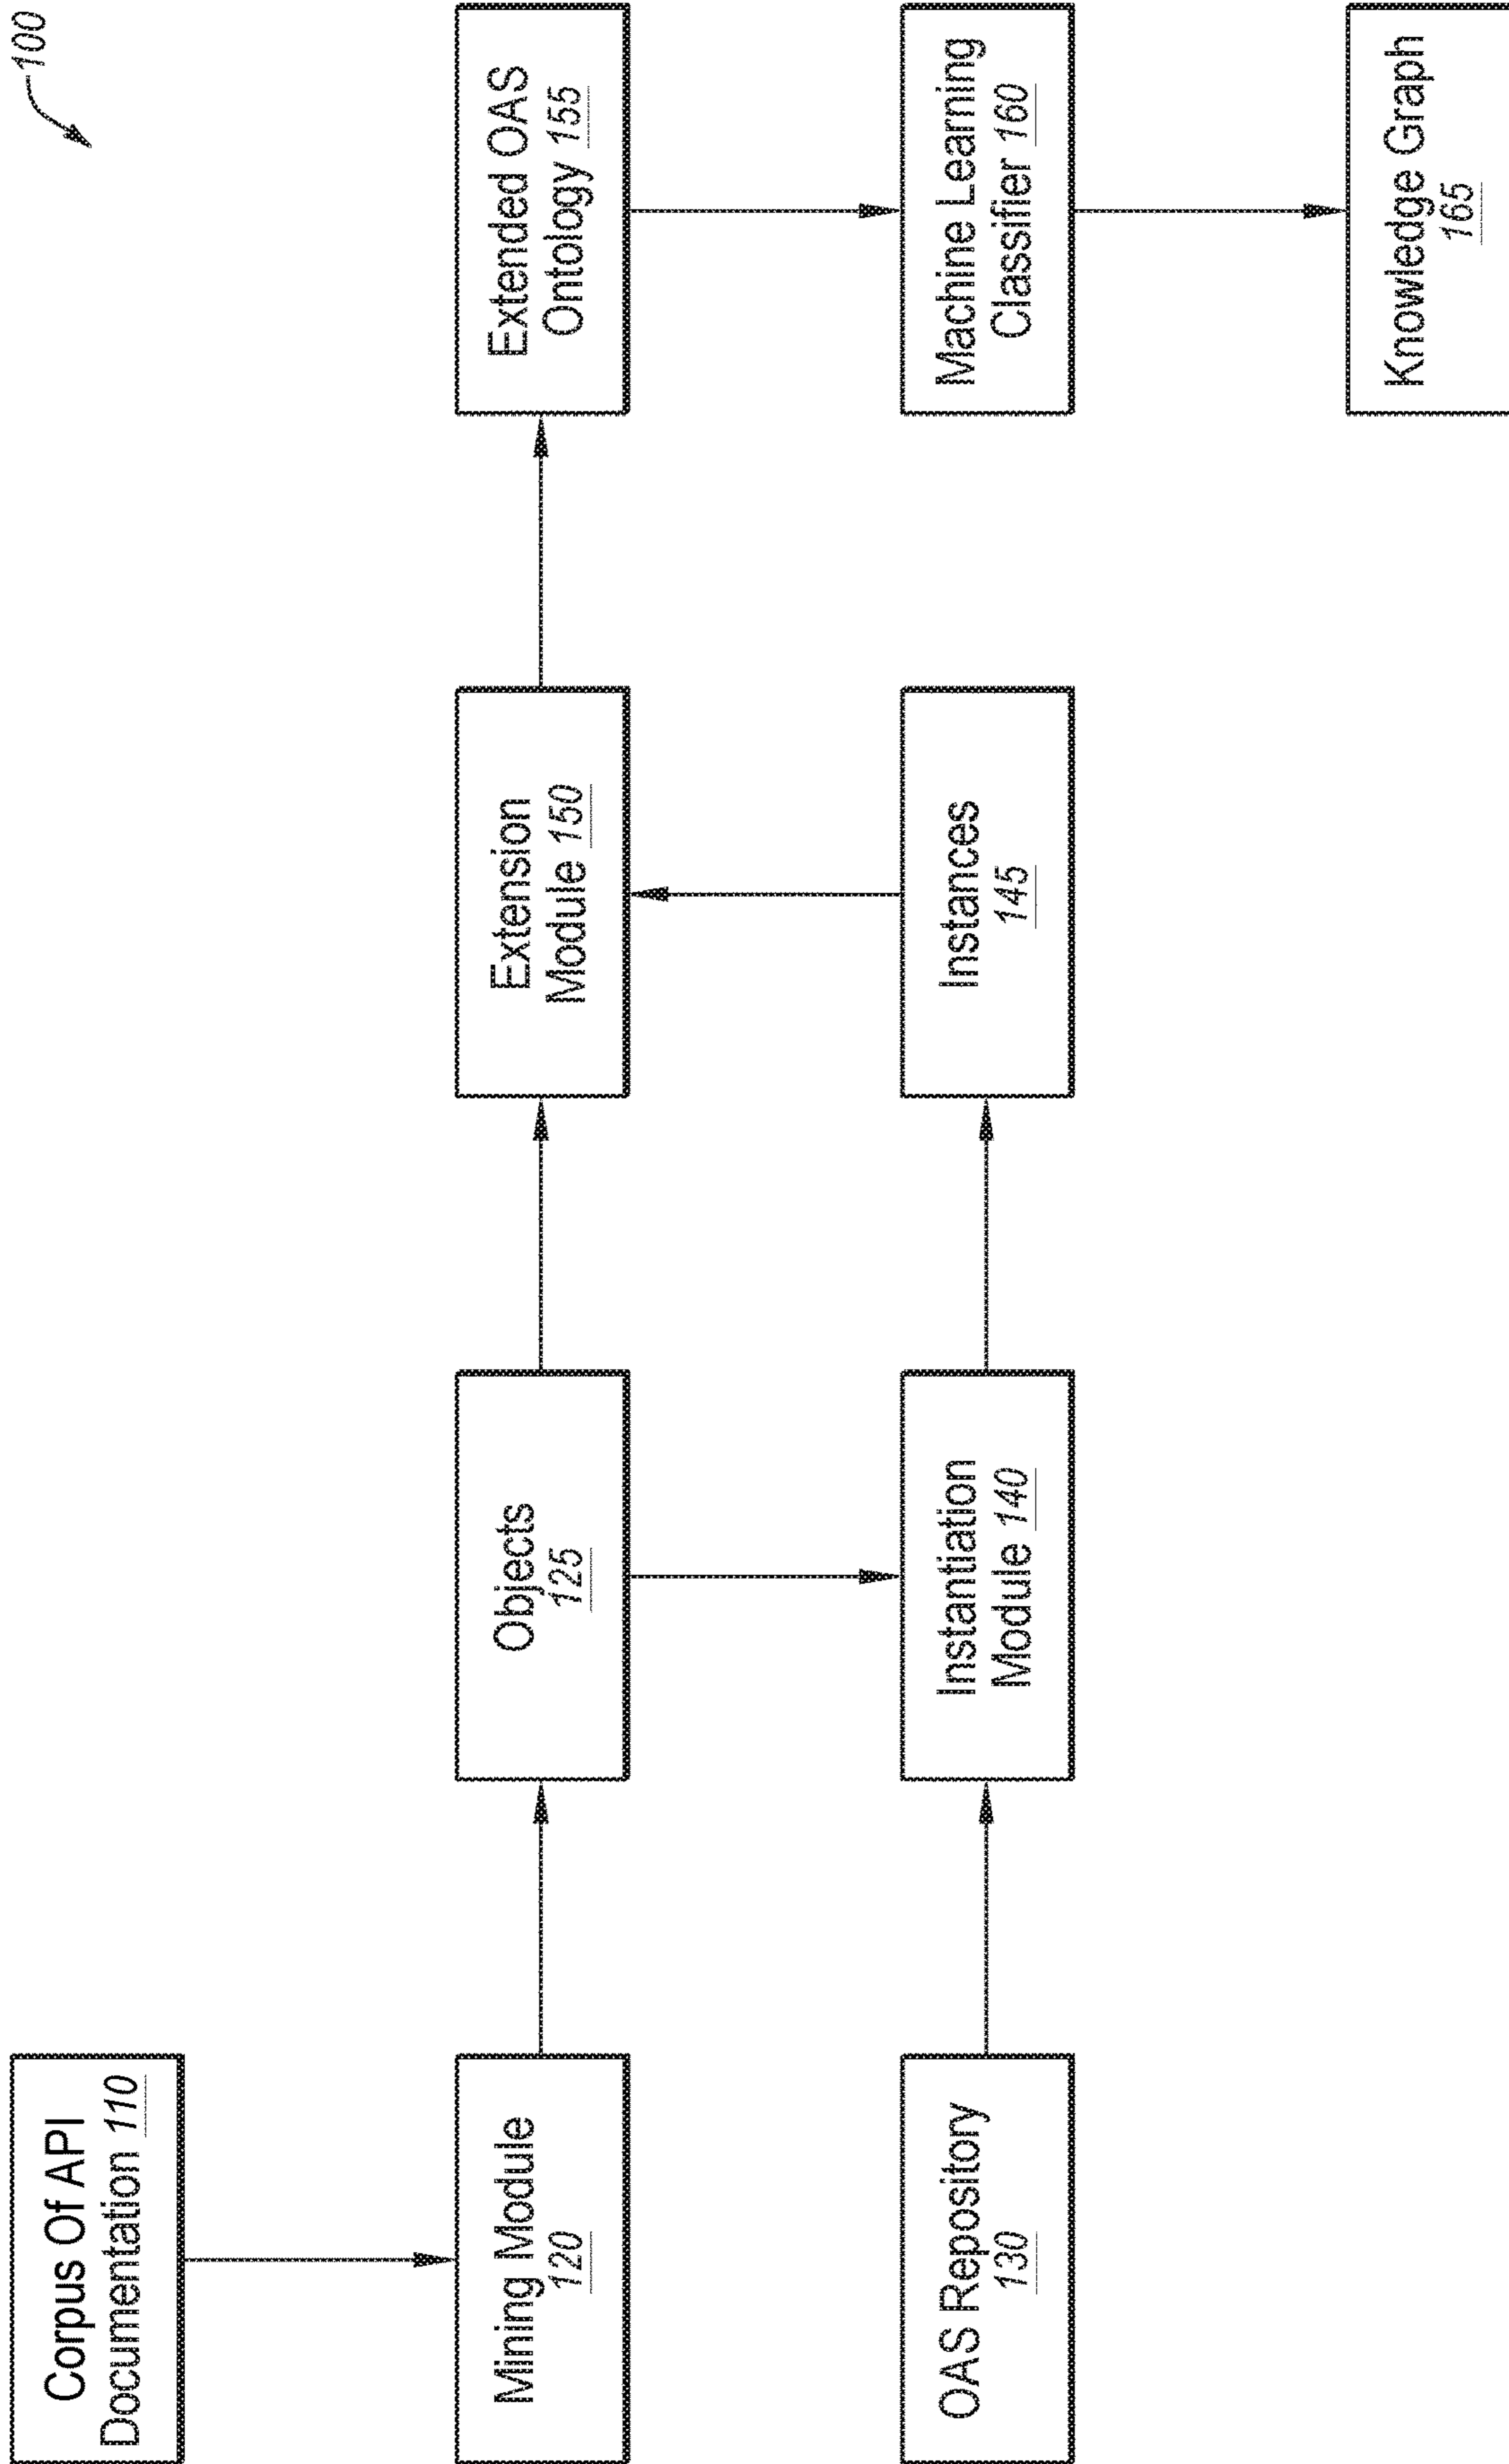 100
Corpus Of API
Documentation 110
Mining Module
120
Objects
125
Extension
Module 150
Extended OAS
Ontology 155
OAS Repository
130
Instantiation
Module 140
Instances
145
Machine Learning
Classifier 160
Knowledge Graph
165